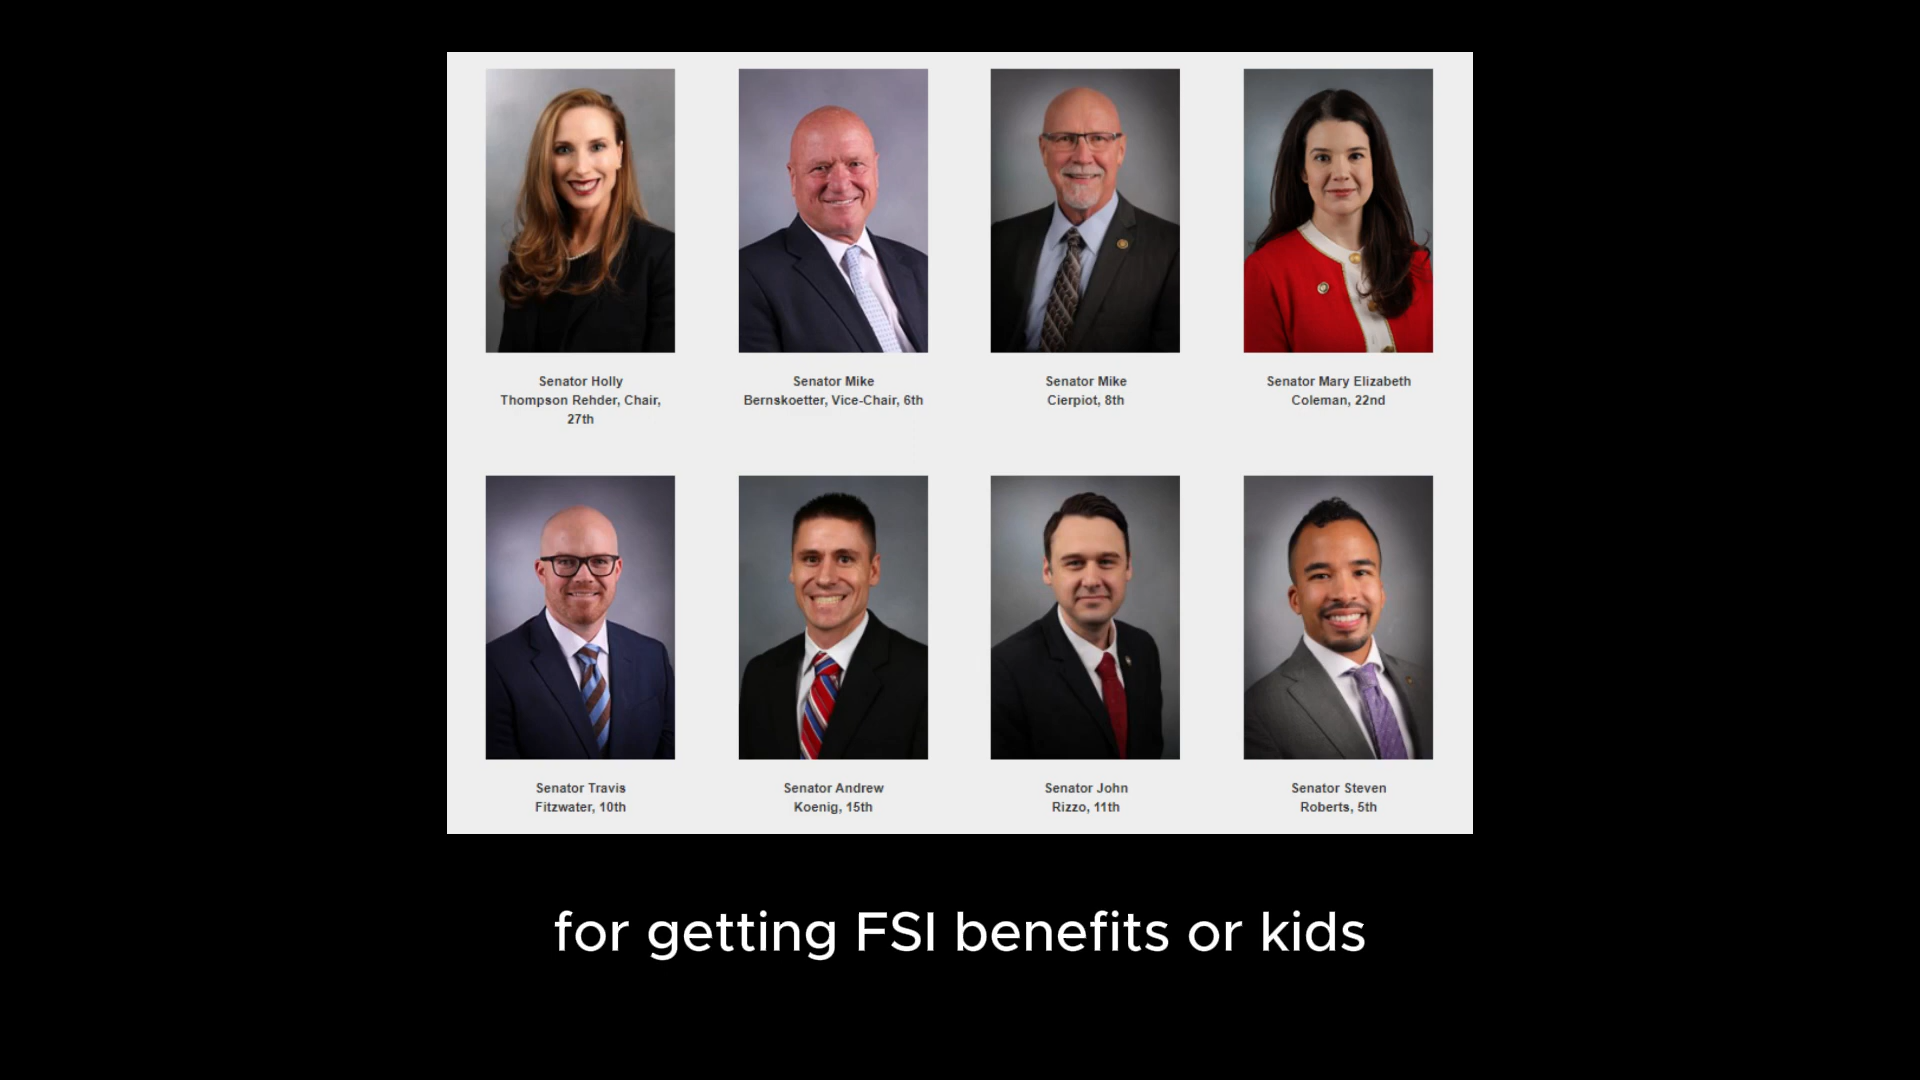 Senator Holly
Thompson Rehder, Chair,
27th
Senator Mike
Bernskoetter, Vice-Chair, 6th
Senator Mike
Cierpiot, 8th
Senator Mary Elizabeth
Coleman, 22nd
Senator Travis
Fitzwater, 10th
Senator Andrew
Koenig, 15th
Senator John
Rizzo, 11th
Senator Steven
Roberts, 5th
for getting FSI benefits or kids